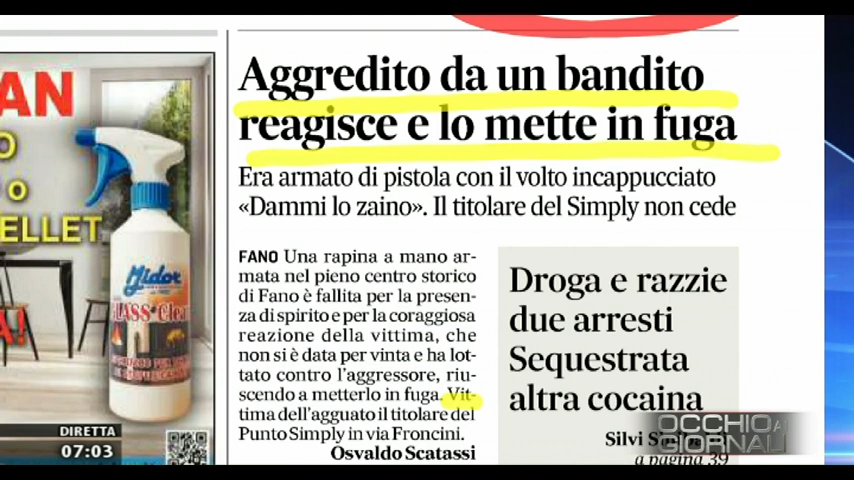 AN
O
o
ELLET
A!
Midor
GLASS Clean
DIRETTA
07:03
Aggredito da un bandito
reagisce e lo mette in fuga
Era armato di pistola con il volto incappucciato
«Dammi lo zaino». Il titolare del Simply non cede
FANO Una rapina a mano ar-
mata nel pieno centro storico
di Fano è fallita per la presen-
za di spirito e per la coraggiosa
reazione della vittima, che
non si è data per vinta e ha lot-
tato contro l'aggressore, riu-
scendo a metterlo in fuga. Vit-
tima dell'agguato il titolare del
Punto Simply in via Froncini.
Osvaldo Scatassi
Droga e razzie
due arresti
Sequestrata
altra cocaina
Silvi
a pagina 39
OCCHIO AI
GIORNALI